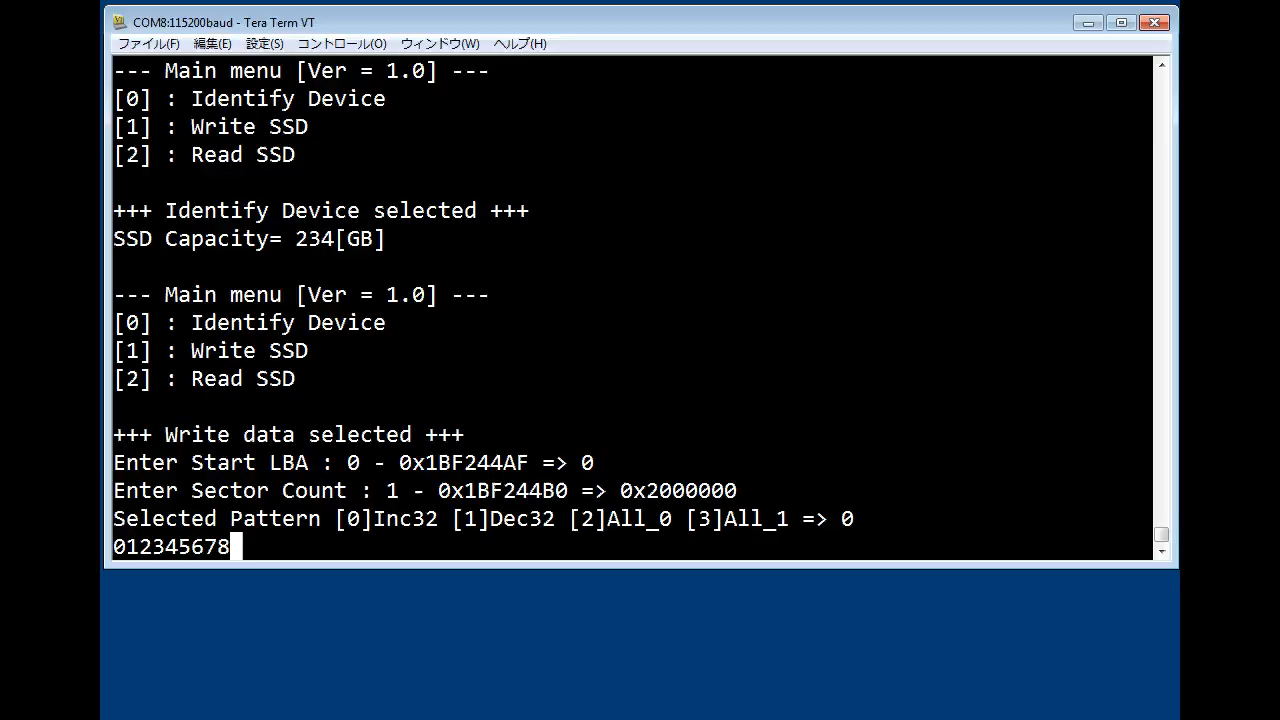 COM8:115200baud - Tera Term VT
ファイル(F) 編集(E) 設定(S) コントロール(O) ウィンドウ(W) ヘルプ(H)
--- Main menu [Ver = 1.0] ---
[0] : Identify Device
[1] : Write SSD
[2] : Read SSD
+++ Identify Device selected +++
SSD Capacity= 234[GB]
--- Main menu [Ver = 1.0] ---
[0] : Identify Device
[1] : Write SSD
[2] : Read SSD
+++ Write data selected +++
Enter Start LBA : 0 - 0x1BF244AF => 0
Enter Sector Count : 1 - 0x1BF244B0 => 0x2000000
Selected Pattern [0]Inc32 [1]Dec32 [2]All_0 [3]All_1 => 0
012345678